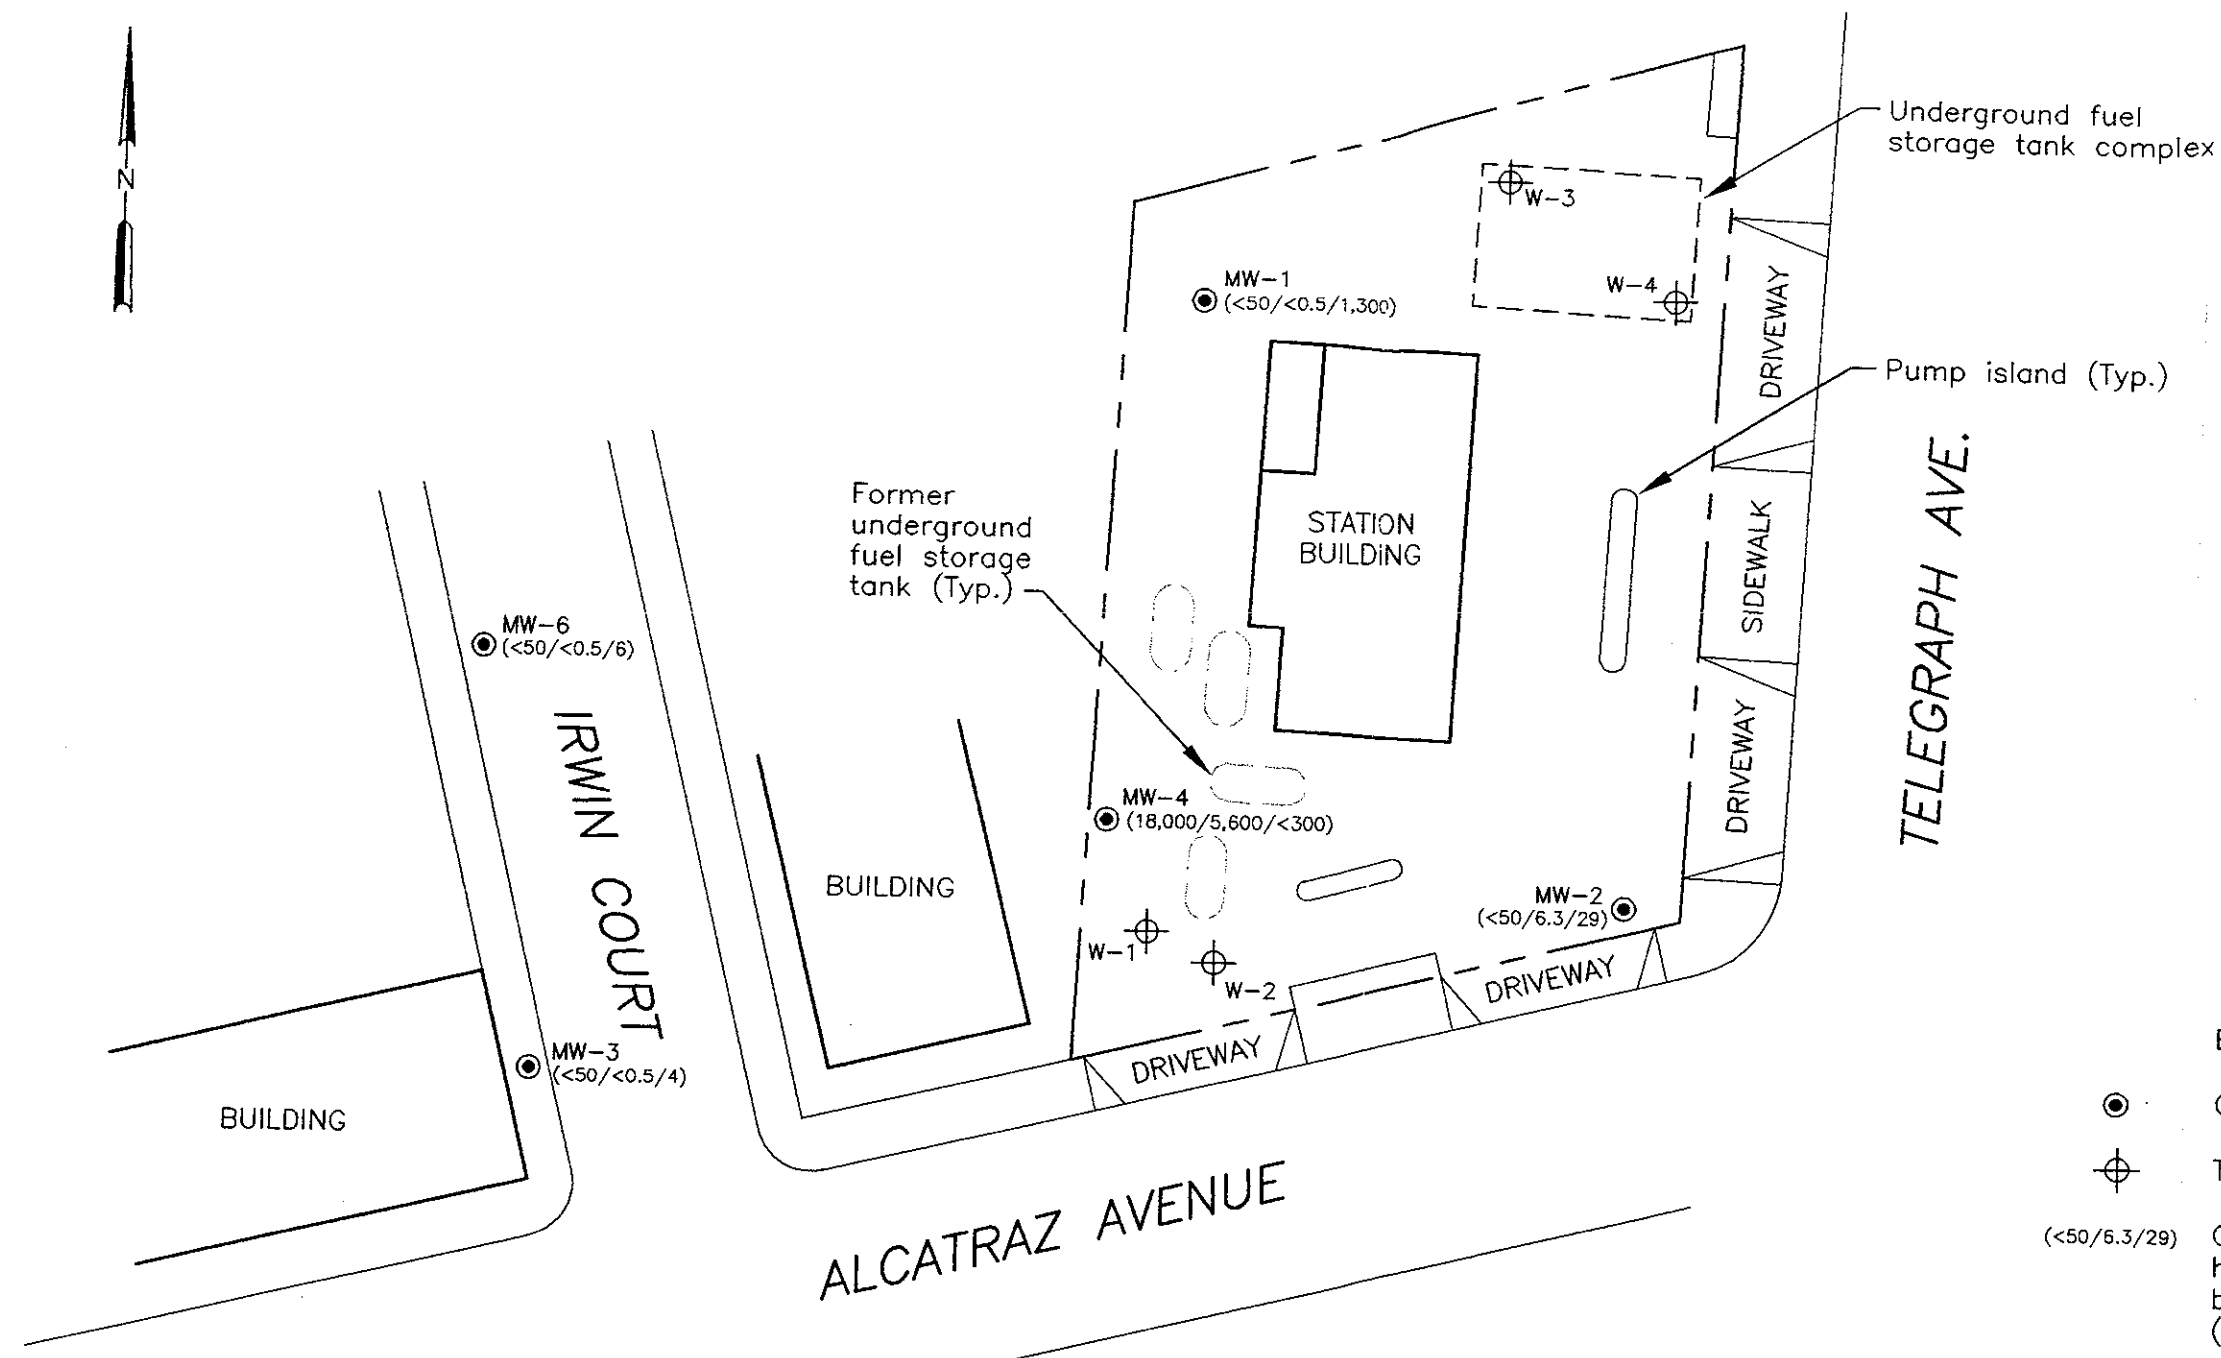 N
Underground fuel
storage tank complex
W-3
W-4
MW-1
(<50/<0.5/1,300)
DRIVEWAY
Pump island (Typ.)
TELEGRAPH AVE.
Former
underground
fuel storage
tank (Typ.)
STATION
BUILDING
SIDEWALK
MW-6
(<50/<0.5/6)
IRWIN COURT
DRIVEWAY
MW-4
(18,000/5,600/<300)
BUILDING
MW-2
(<50/6.3/29)
W-1
W-2
DRIVEWAY
DRIVEWAY
MW-3
(<50/<0.5/4)
BUILDING
ALCATRAZ AVENUE
(<50/6.3/29)